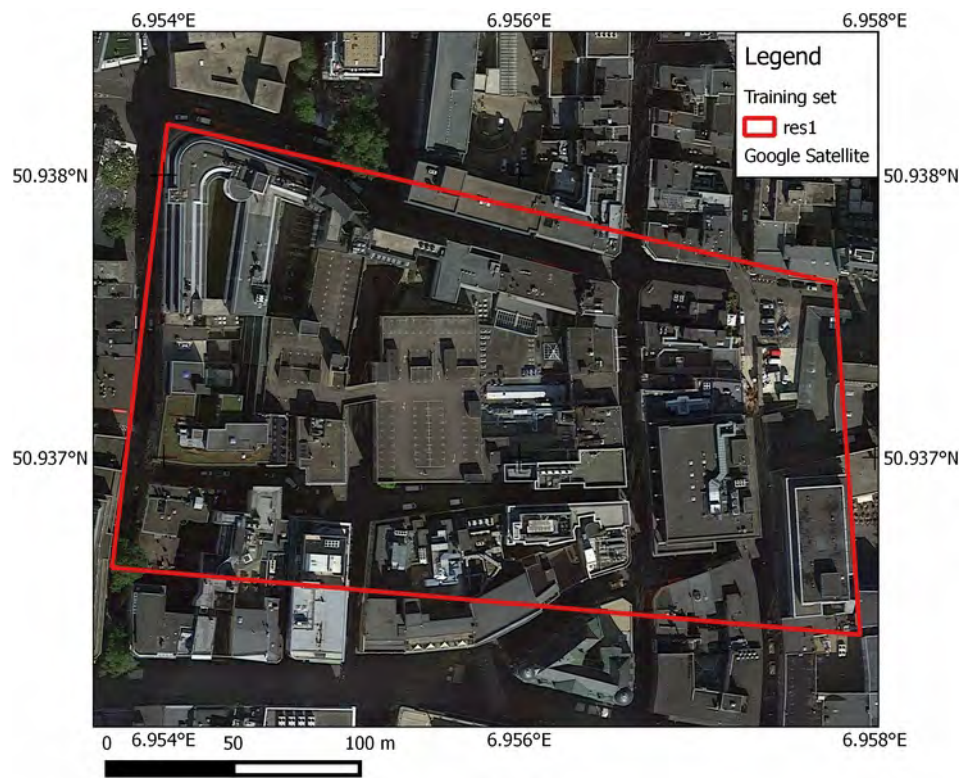 6.954°E 6.956°E 6.958°E
Legend
Training set
res1
Google Satellite
50.938°N 50.938°N
50.937°N 50.937°N
6.954°E 6.956°E 6.958°E
0 50 100 m